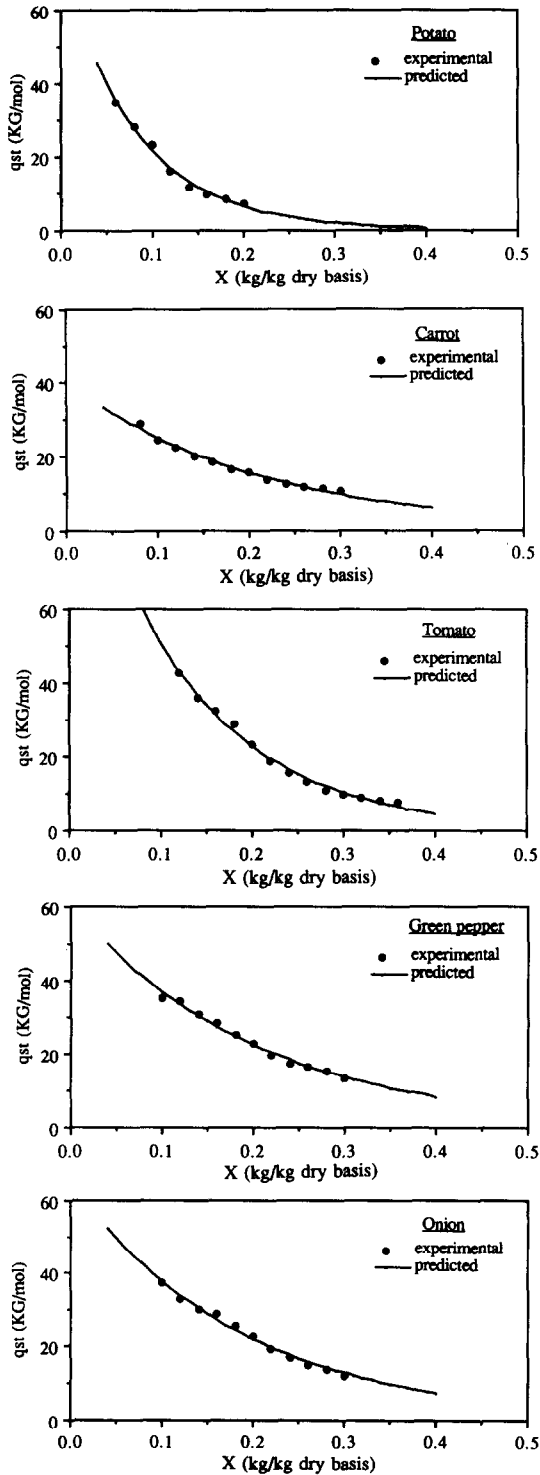 Potato
experimental
predicted
60
40
20
0
qst (KG/mol)
0.0 0.1 0.2 0.3 0.4 0.5
X (kg/kg dry basis)
Carrot
experimental
predicted
60
40
20
0
qst (KG/mol)
0.0 0.1 0.2 0.3 0.4 0.5
X (kg/kg dry basis)
Tomato
experimental
predicted
60
40
20
0
qst (KG/mol)
0.0 0.1 0.2 0.3 0.4 0.5
X (kg/kg dry basis)
Green pepper
experimental
predicted
60
40
20
0
qst (KG/mol)
0.0 0.1 0.2 0.3 0.4 0.5
X (kg/kg dry basis)
Onion
experimental
predicted
60
40
20
0
qst (KG/mol)
0.0 0.1 0.2 0.3 0.4 0.5
X (kg/kg dry basis)